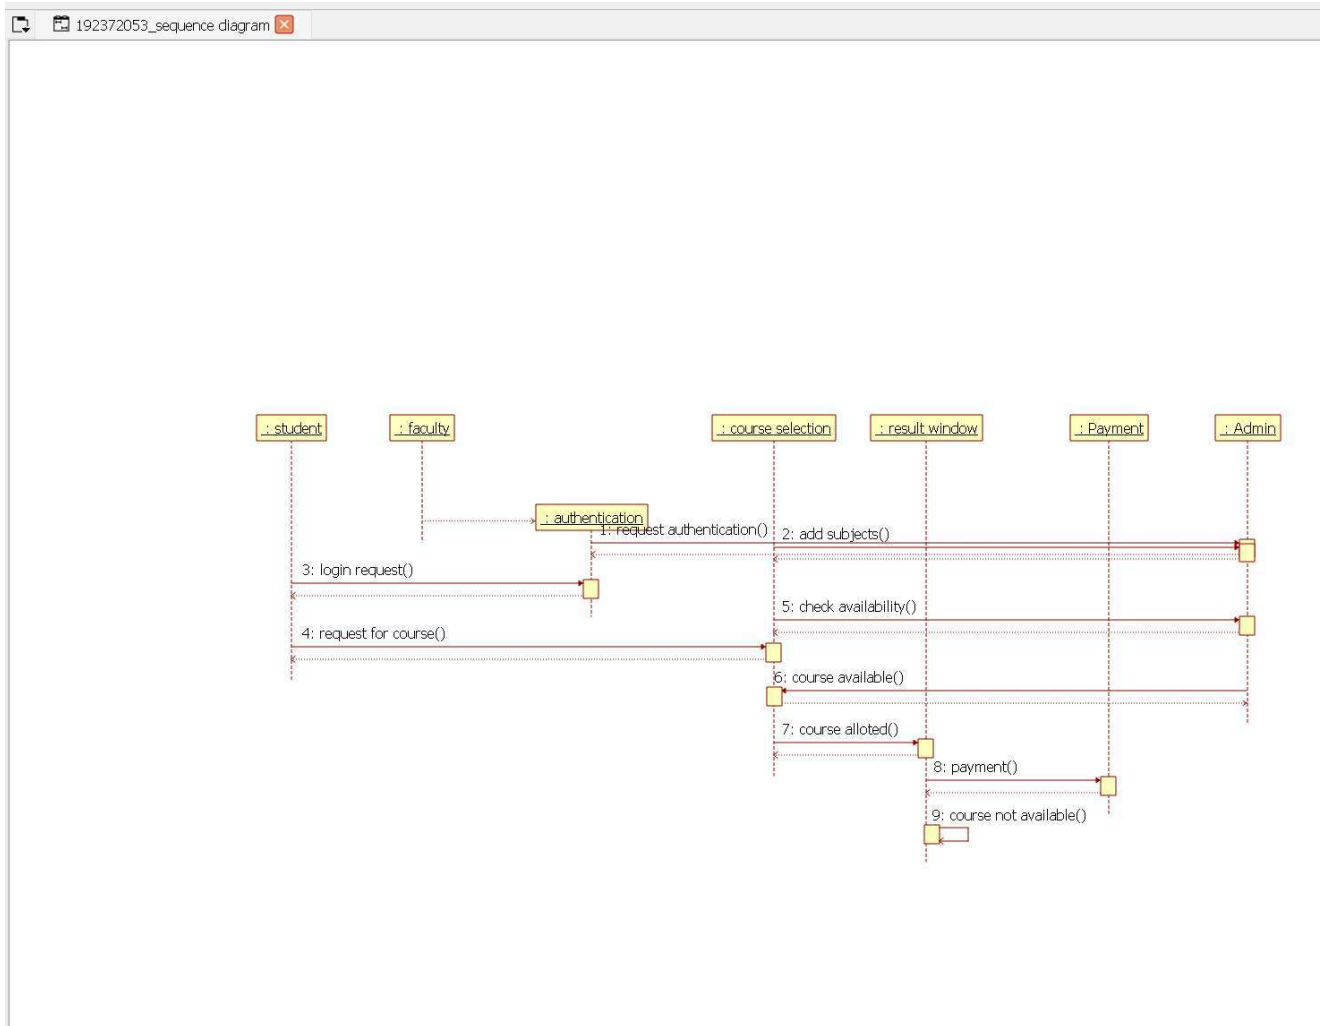 192372053_sequence diagram
: student
: faculty
: course selection
: result window
: Payment
: Admin
: authentication
1: request authentication()
2: add subjects()
3: login request()
5: check availability()
4: request for course()
6: course available()
7: course alloted()
8: payment()
9: course not available()